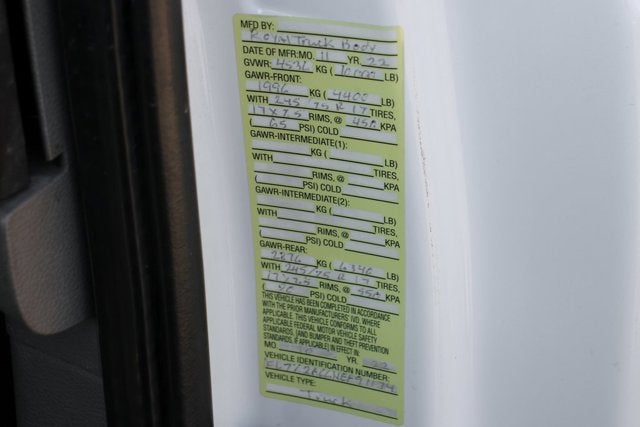 MFD BY:
Royal Truck Body
DATE OF MFR: MO. 11 YR. 22
GVWR: 4536 KG ( 10000 LB)
GAWR-FRONT:
1996 KG ( 4400 LB)
WITH 245/75 R 17 TIRES,
17 X 7.5 RIMS, @ 450 KPA
( 65 PSI) COLD
GAWR-INTERMEDIATE(1):
KG ( LB)
WITH TIRES,
RIMS, @ KPA
( PSI) COLD
GAWR-INTERMEDIATE(2):
KG ( LB)
WITH TIRES,
RIMS, @ KPA
( PSI) COLD
GAWR-REAR:
2876 KG ( 6340 LB)
WITH 245/75 R 17 TIRES,
17 X 7.5 RIMS, @ 550 KPA
( 80 PSI) COLD
THIS VEHICLE HAS BEEN COMPLETED IN ACCORDANCE
WITH THE PRIOR MANUFACTURERS' IVD, WHERE
APPLICABLE. THIS VEHICLE CONFORMS TO ALL
APPLICABLE FEDERAL MOTOR VEHICLE SAFETY
STANDARDS, [AND BUMPER AND THEFT PREVENTION
STANDARDS, IF APPLICABLE] IN EFFECT IN:
MO. YR. 22
VEHICLE IDENTIFICATION NUMBER:
VEHICLE TYPE:
Truck